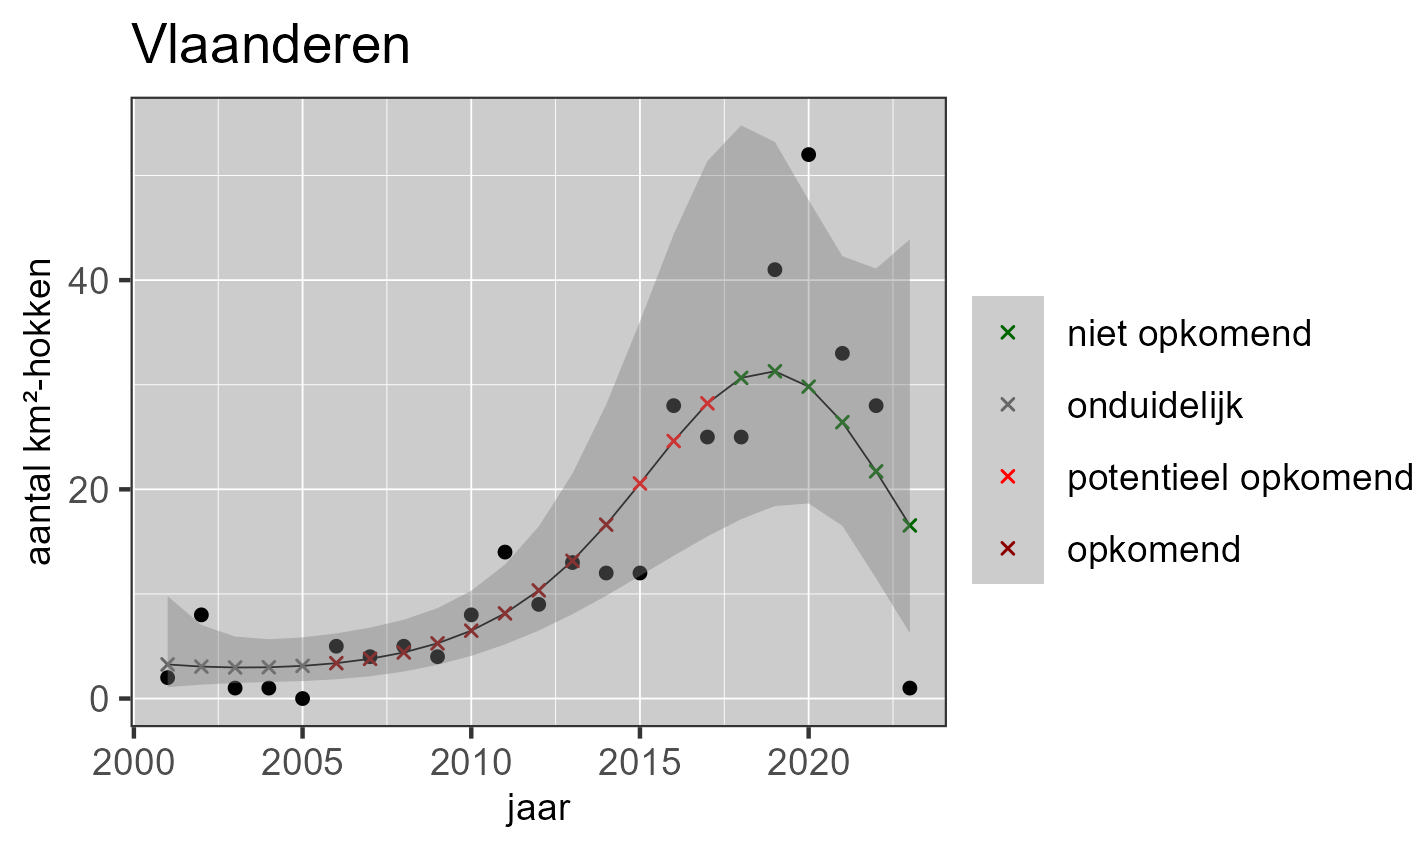 Vlaanderen
aantal km²-hokken
40
20
0
2000 2005 2010 2015 2020
jaar
niet opkomend
onduidelijk
potentieel opkomend
opkomend